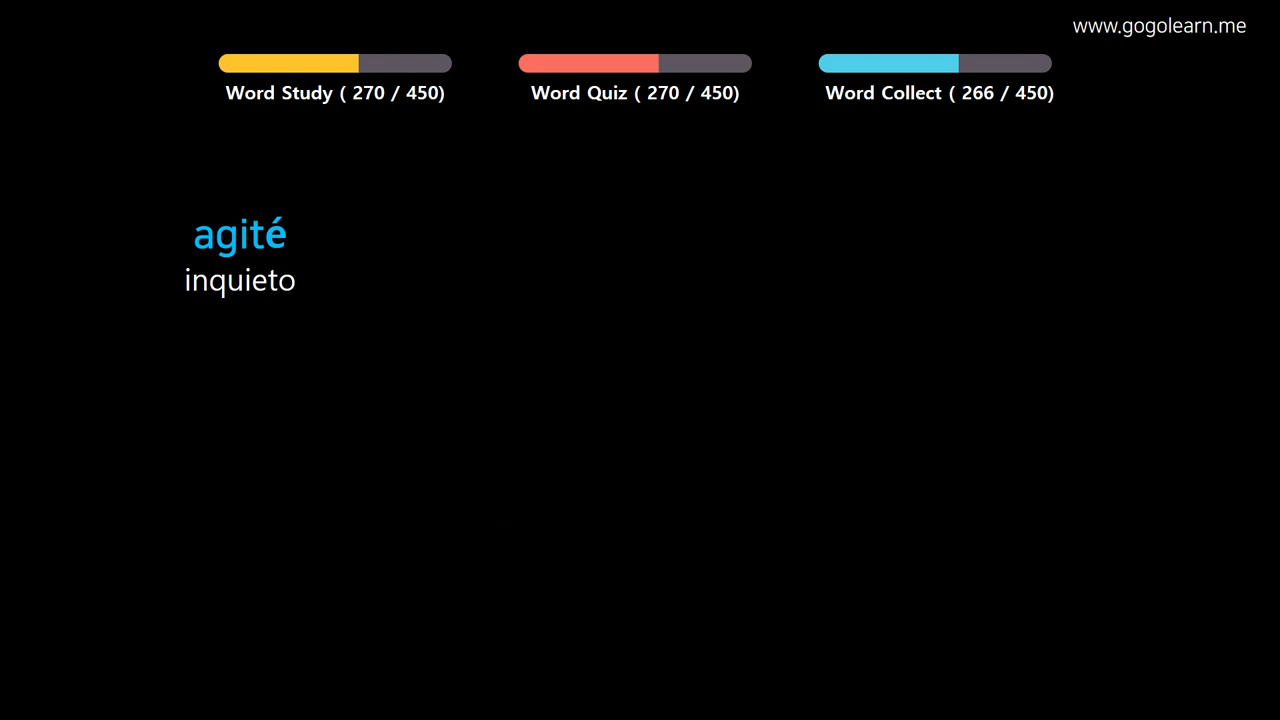 www.gogolearn.me
Word Study ( 270 / 450)
Word Quiz ( 270 / 450)
Word Collect ( 266 / 450)
agité
inquieto